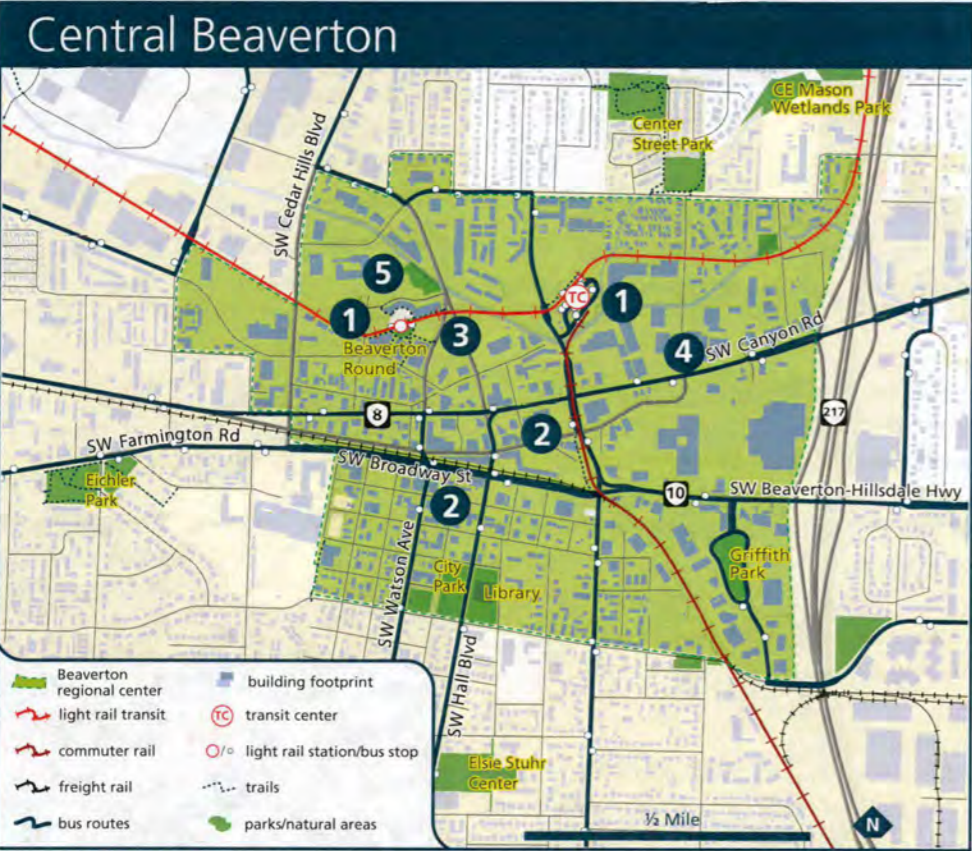 Central Beaverton
CE Mason
Wetlands Park
Center
Street Park
SW Cedar Hills Blvd
5
TC
1
1
3
Beaverton
Round
4
SW Canyon Rd
8
217
2
SW Farmington Rd
SW Broadway St
Eichler
Park
10
SW Beaverton-Hillsdale Hwy
2
SW Watson Ave
Griffith
Park
City
Park
Library
SW Hall Blvd
Elsie Stuhr
Center
Beaverton
regional center
building footprint
light rail transit
TC
transit center
commuter rail
light rail station/bus stop
freight rail
trails
bus routes
parks/natural areas
½ Mile
N